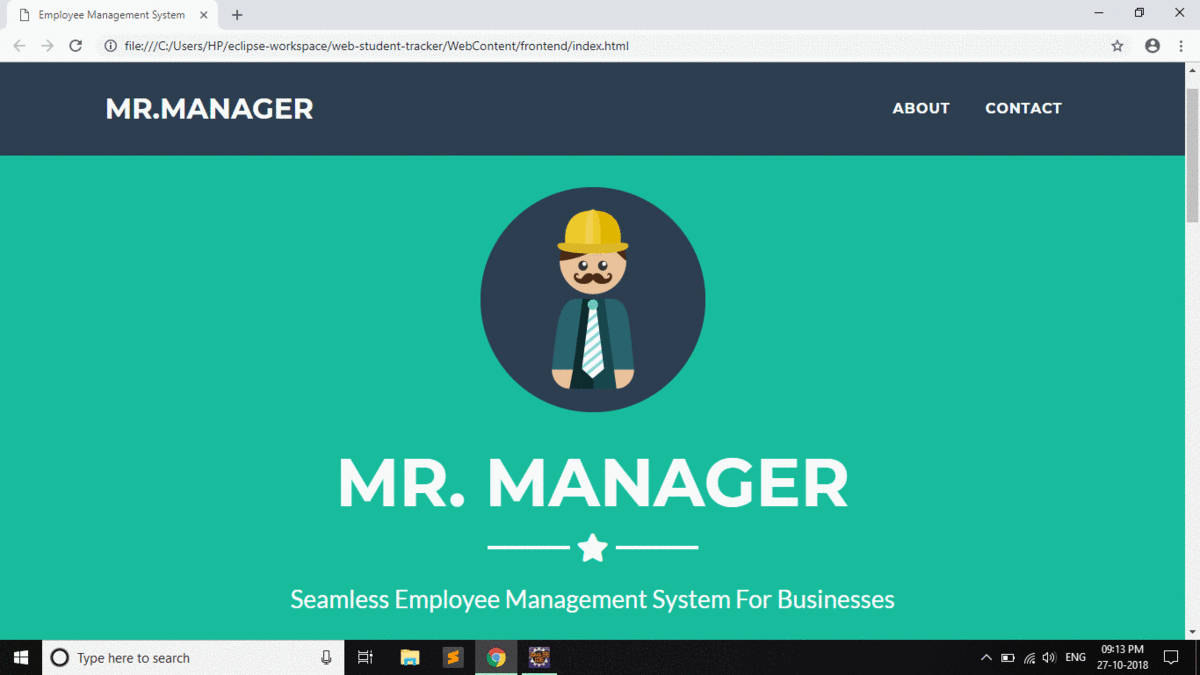 Employee Management System
file:///C:/Users/HP/eclipse-workspace/web-student-tracker/WebContent/frontend/index.html
MR.MANAGER
ABOUT
CONTACT
MR. MANAGER
Seamless Employee Management System For Businesses
Type here to search
ENG
09:13 PM
27-10-2018